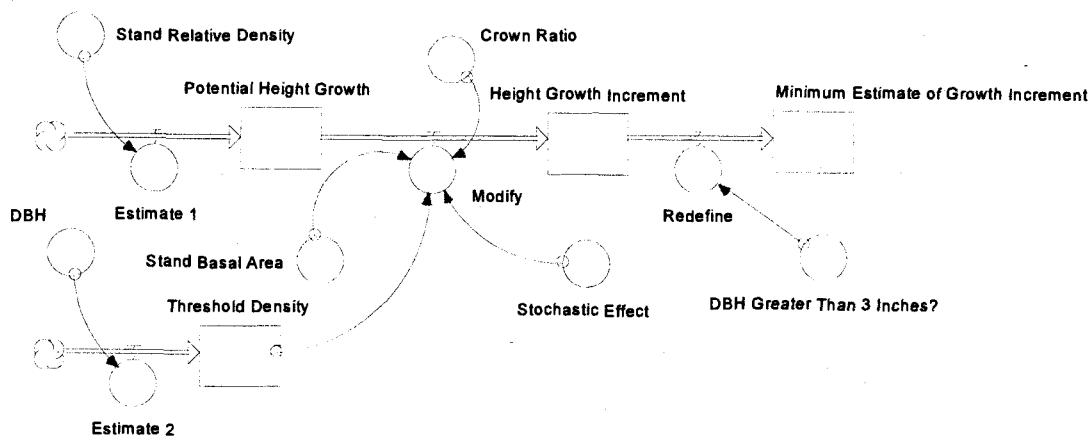 Stand Relative Density
Crown Ratio
Potential Height Growth
Height Growth Increment
Minimum Estimate of Growth Increment
DBH
Estimate 1
Modify
Redefine
Stand Basal Area
Threshold Density
Stochastic Effect
DBH Greater Than 3 Inches?
Estimate 2